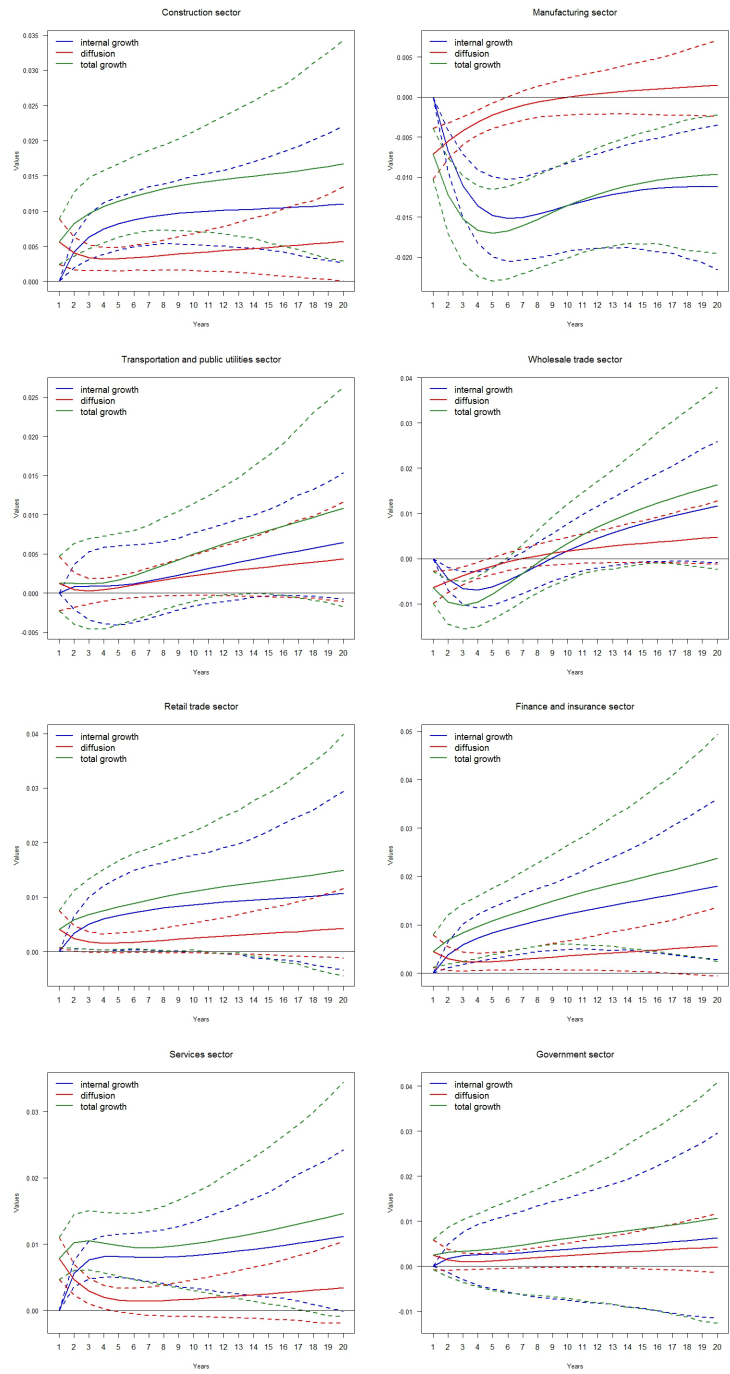 Construction sector
0.035
0.030
0.025
0.020
0.015
0.010
0.005
0.000
Values
internal growth
diffusion
total growth
1 2 3 4 5 6 7 8 9 10 11 12 13 14 15 16 17 18 19 20
Years
Manufacturing sector
0.005
0.000
-0.005
-0.010
-0.015
-0.020
Values
internal growth
diffusion
total growth
1 2 3 4 5 6 7 8 9 10 11 12 13 14 15 16 17 18 19 20
Years
Transportation and public utilities sector
0.025
0.020
0.015
0.010
0.005
0.000
-0.005
Values
internal growth
diffusion
total growth
1 2 3 4 5 6 7 8 9 10 11 12 13 14 15 16 17 18 19 20
Years
Wholesale trade sector
0.04
0.03
0.02
0.01
0.00
-0.01
Values
internal growth
diffusion
total growth
1 2 3 4 5 6 7 8 9 10 11 12 13 14 15 16 17 18 19 20
Years
Retail trade sector
0.04
0.03
0.02
0.01
0.00
Values
internal growth
diffusion
total growth
1 2 3 4 5 6 7 8 9 10 11 12 13 14 15 16 17 18 19 20
Years
Finance and insurance sector
0.05
0.04
0.03
0.02
0.01
0.00
Values
internal growth
diffusion
total growth
1 2 3 4 5 6 7 8 9 10 11 12 13 14 15 16 17 18 19 20
Years
Services sector
0.03
0.02
0.01
0.00
Values
internal growth
diffusion
total growth
1 2 3 4 5 6 7 8 9 10 11 12 13 14 15 16 17 18 19 20
Years
Government sector
0.04
0.03
0.02
0.01
0.00
-0.01
Values
internal growth
diffusion
total growth
1 2 3 4 5 6 7 8 9 10 11 12 13 14 15 16 17 18 19 20
Years